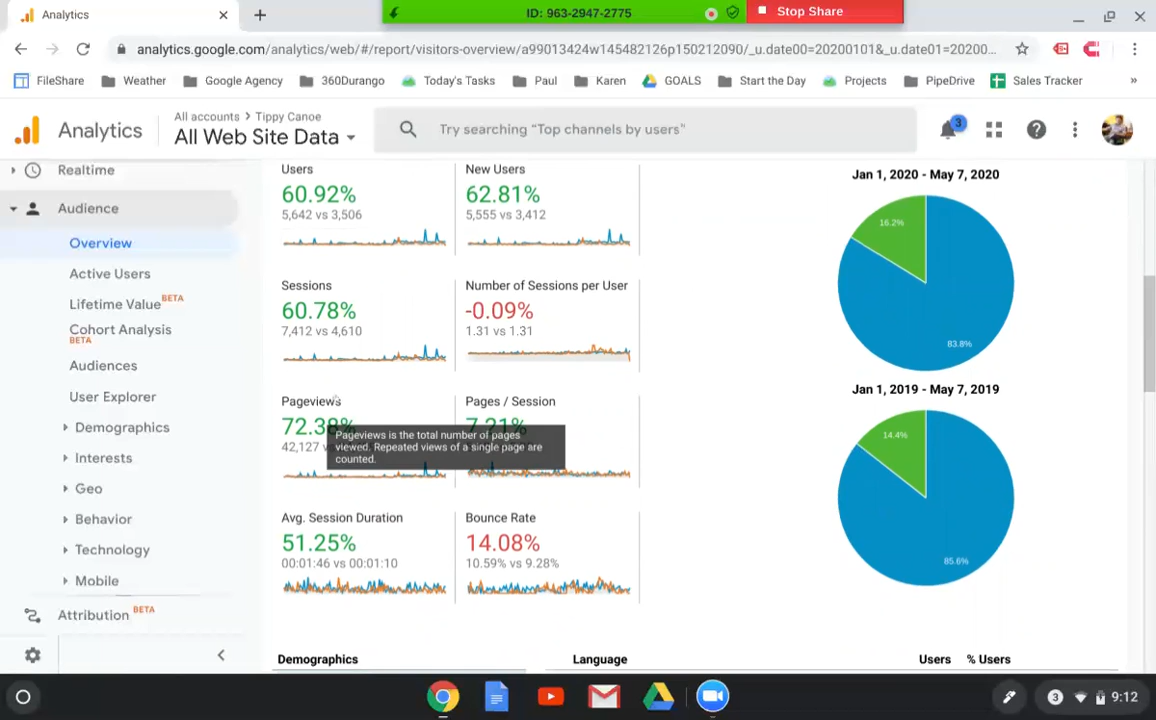 Analytics
ID: 963-2947-2775
Stop Share
analytics.google.com/analytics/web/#/report/visitors-overview/a99013424w145482126p150212090/_u.date00=20200101&_u.date01=20200...
FileShare
Weather
Google Agency
360Durango
Today's Tasks
Paul
Karen
GOALS
Start the Day
Projects
PipeDrive
Sales Tracker
»
Analytics
All accounts > Tippy Canoe
All Web Site Data
Try searching "Top channels by users"
3
Realtime
Audience
Overview
Active Users
Lifetime Value BETA
Cohort Analysis
BETA
Audiences
User Explorer
Demographics
Interests
Geo
Behavior
Technology
Mobile
Attribution BETA
Users
60.92%
5,642 vs 3,506
New Users
62.81%
5,555 vs 3,412
Sessions
60.78%
7,412 vs 4,610
Number of Sessions per User
-0.09%
1.31 vs 1.31
Pageviews
72.38%
42,127
Pages / Session
7.21%
Pageviews is the total number of pages
viewed. Repeated views of a single page are
counted.
Avg. Session Duration
51.25%
00:01:46 vs 00:01:10
Bounce Rate
14.08%
10.59% vs 9.28%
Jan 1, 2020 - May 7, 2020
16.2%
83.8%
Jan 1, 2019 - May 7, 2019
14.4%
85.6%
Demographics
Language
Users
% Users
3
9:12